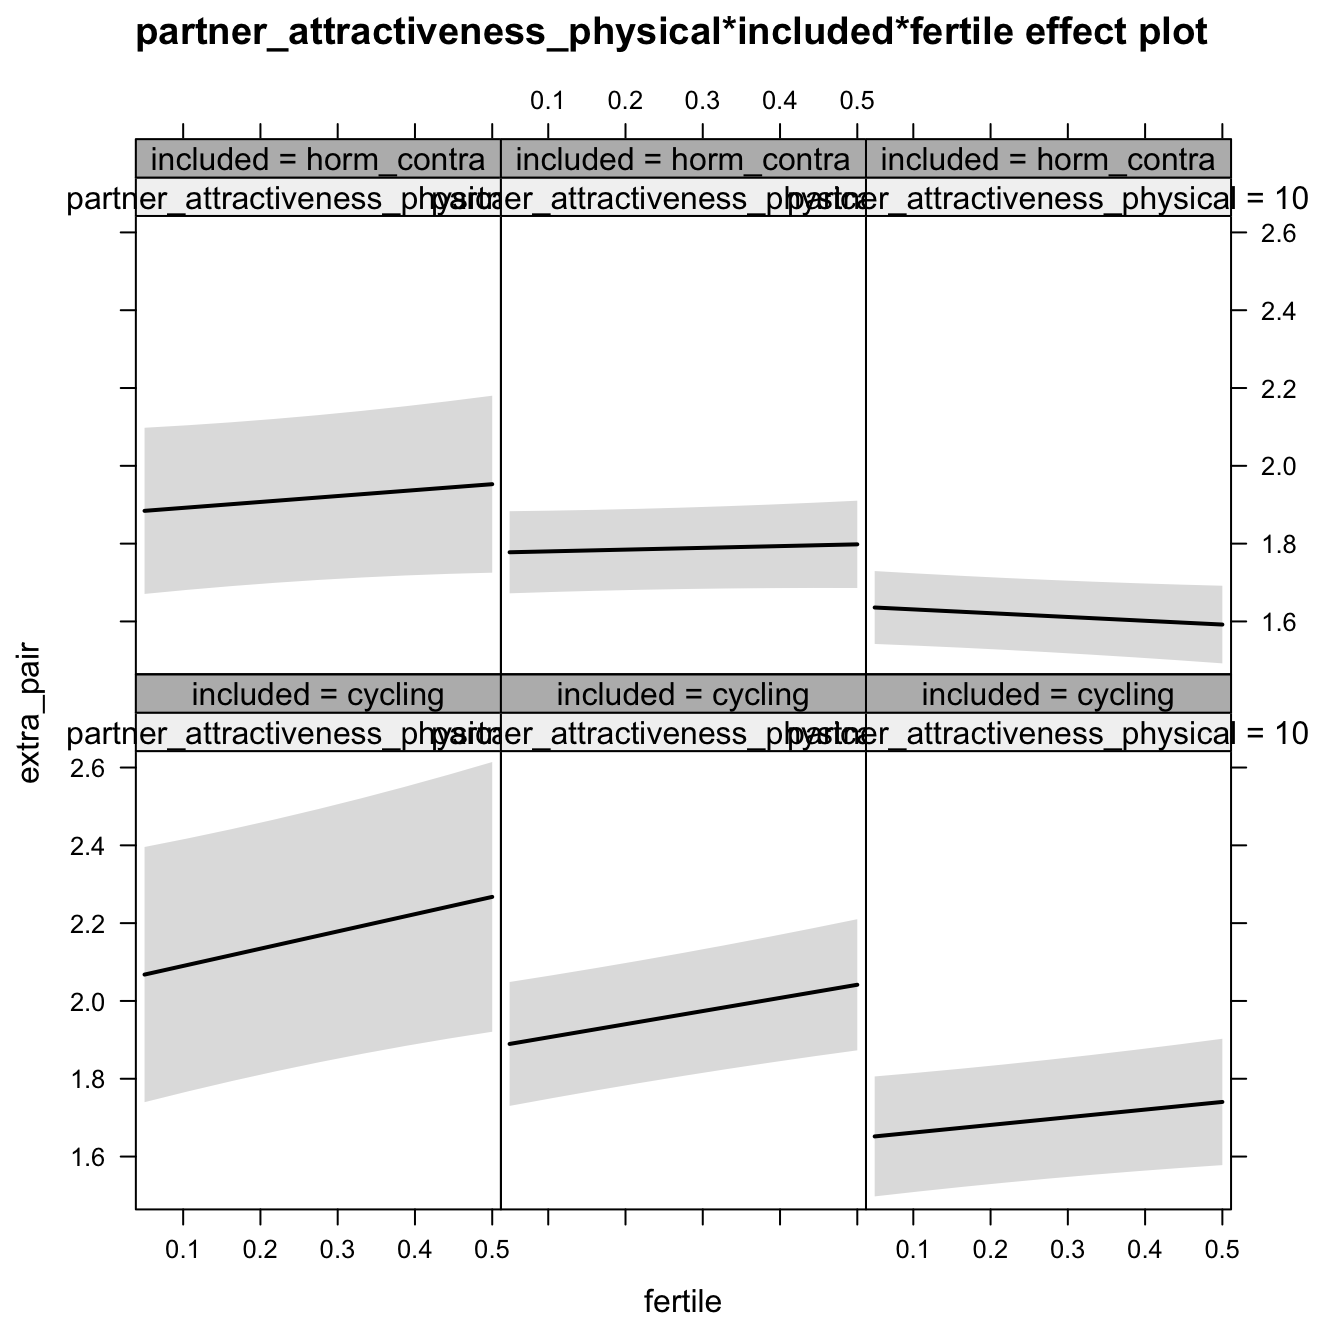 partner_attractiveness_physical*included*fertile effect plot
0.1 0.2 0.3 0.4 0.5
included = horm_contra included = horm_contra included = horm_contra
partner_attractiveness_physical = 10
2.6
2.4
2.2
2.0
1.8
1.6
extra_pair
included = cycling included = cycling included = cycling
partner_attractiveness_physical = 10
2.6
2.4
2.2
2.0
1.8
1.6
0.1 0.2 0.3 0.4 0.5 0.1 0.2 0.3 0.4 0.5
fertile